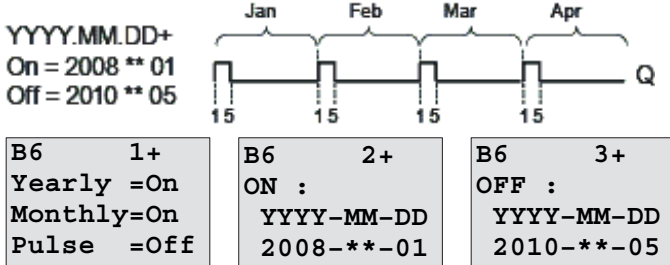 Jan Feb Mar Apr
YYYY.MM.DD+
On = 2008 ** 01
Off = 2010 ** 05
Q
1 5 1 5 1 5 1 5
B6 1+
Yearly =On
Monthly=On
Pulse =Off
B6 2+
ON :
YYYY-MM-DD
2008-**-01
B6 3+
OFF :
YYYY-MM-DD
2010-**-05